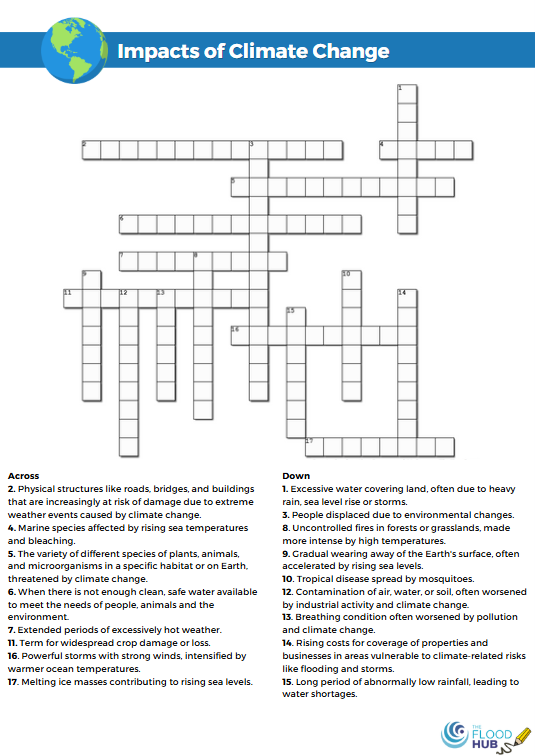 Impacts of Climate Change
1
2
3
4
5
6
7
8
9
10
11
12
13
14
15
16
17
Across
2. Physical structures like roads, bridges, and buildings
that are increasingly at risk of damage due to extreme
weather events caused by climate change.
4. Marine species affected by rising sea temperatures
and bleaching.
5. The variety of different species of plants, animals,
and microorganisms in a specific habitat or on Earth,
threatened by climate change.
6. When there is not enough clean, safe water available
to meet the needs of people, animals and the
environment.
7. Extended periods of excessively hot weather.
11. Term for widespread crop damage or loss.
16. Powerful storms with strong winds, intensified by
warmer ocean temperatures.
17. Melting ice masses contributing to rising sea levels.
Down
1. Excessive water covering land, often due to heavy
rain, sea level rise or storms.
3. People displaced due to environmental changes.
8. Uncontrolled fires in forests or grasslands, made
more intense by high temperatures.
9. Gradual wearing away of the Earth's surface, often
accelerated by rising sea levels.
10. Tropical disease spread by mosquitoes.
12. Contamination of air, water, or soil, often worsened
by industrial activity and climate change.
13. Breathing condition often worsened by pollution
and climate change.
14. Rising costs for coverage of properties and
businesses in areas vulnerable to climate-related risks
like flooding and storms.
15. Long period of abnormally low rainfall, leading to
water shortages.
THE
FLOOD
HUB